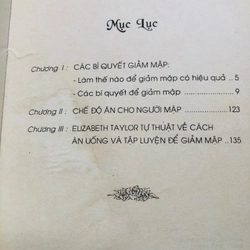 Mục Lục
Chương I : CÁC BÍ QUYẾT GIẢM MẬP:
- Làm thế nào để giảm mập có hiệu quả .. 5
- Các bí quyết để giảm mập ........ 9
Chương II : CHẾ ĐỘ ĂN CHO NGƯỜI MẬP ........ 123
Chương III : ELIZABETH TAYLOR TỰ THUẬT VỀ CÁCH
ĂN UỐNG VÀ TẬP LUYỆN ĐỂ GIẢM MẬP .. 135